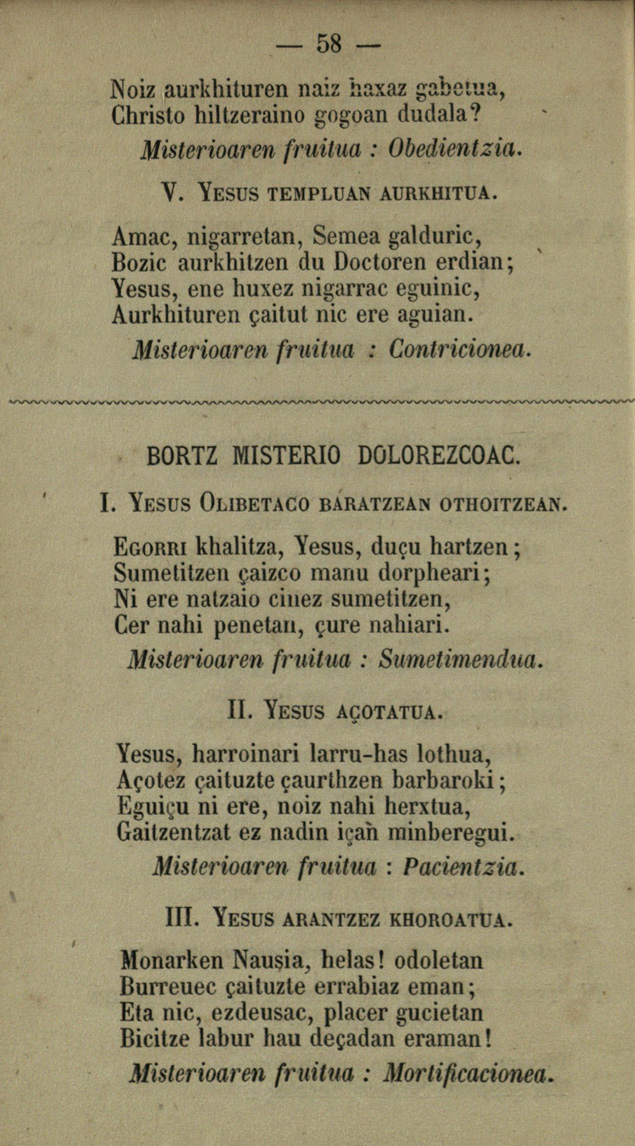 — 58 —
Noiz aurkhituren naiz haxaz gabetua,
Christo hiltzeraino gogoan dudala?
Misterioaren fruitua : Obedientzia.
V. YESUS TEMPLUAN AURKHITUA.
Amac, nigarretan, Semea galduric,
Bozic aurkhitzen du Doctoren erdian;
Yesus, ene huxez nigarrac eguinic,
Aurkhituren çaitut nic ere aguian.
Misterioaren fruitua : Contricionea.
BORTZ MISTERIO DOLOREZCOAC.
I. YESUS OLIBETACO BARATZEAN OTHOITZEAN.
EGORRI khalitza, Yesus, duçu hartzen;
Sumetitzen çaizco manu dorpheari;
Ni ere natzaio cinez sumetitzen,
Cer nahi penetan, çure nahiari.
Misterioaren fruitua : Sumetimendua.
II. YESUS AÇOTATUA.
Yesus, harroinari larru-has lothua,
Açotez çaituzte çaurthzen barbaroki;
Eguiçu ni ere, noiz nahi herxtua,
Gaitzentzat ez nadin içan minberegui.
Misterioaren fruitua : Pacientzia.
III. YESUS ARANTZEZ KHOROATUA.
Monarken Nausia, helas! odoletan
Burreuec çaituzte errabiaz eman;
Eta nic, ezdeusac, placer gucietan
Bicitze labur hau deçadan eraman!
Misterioaren fruitua : Mortificacionea.